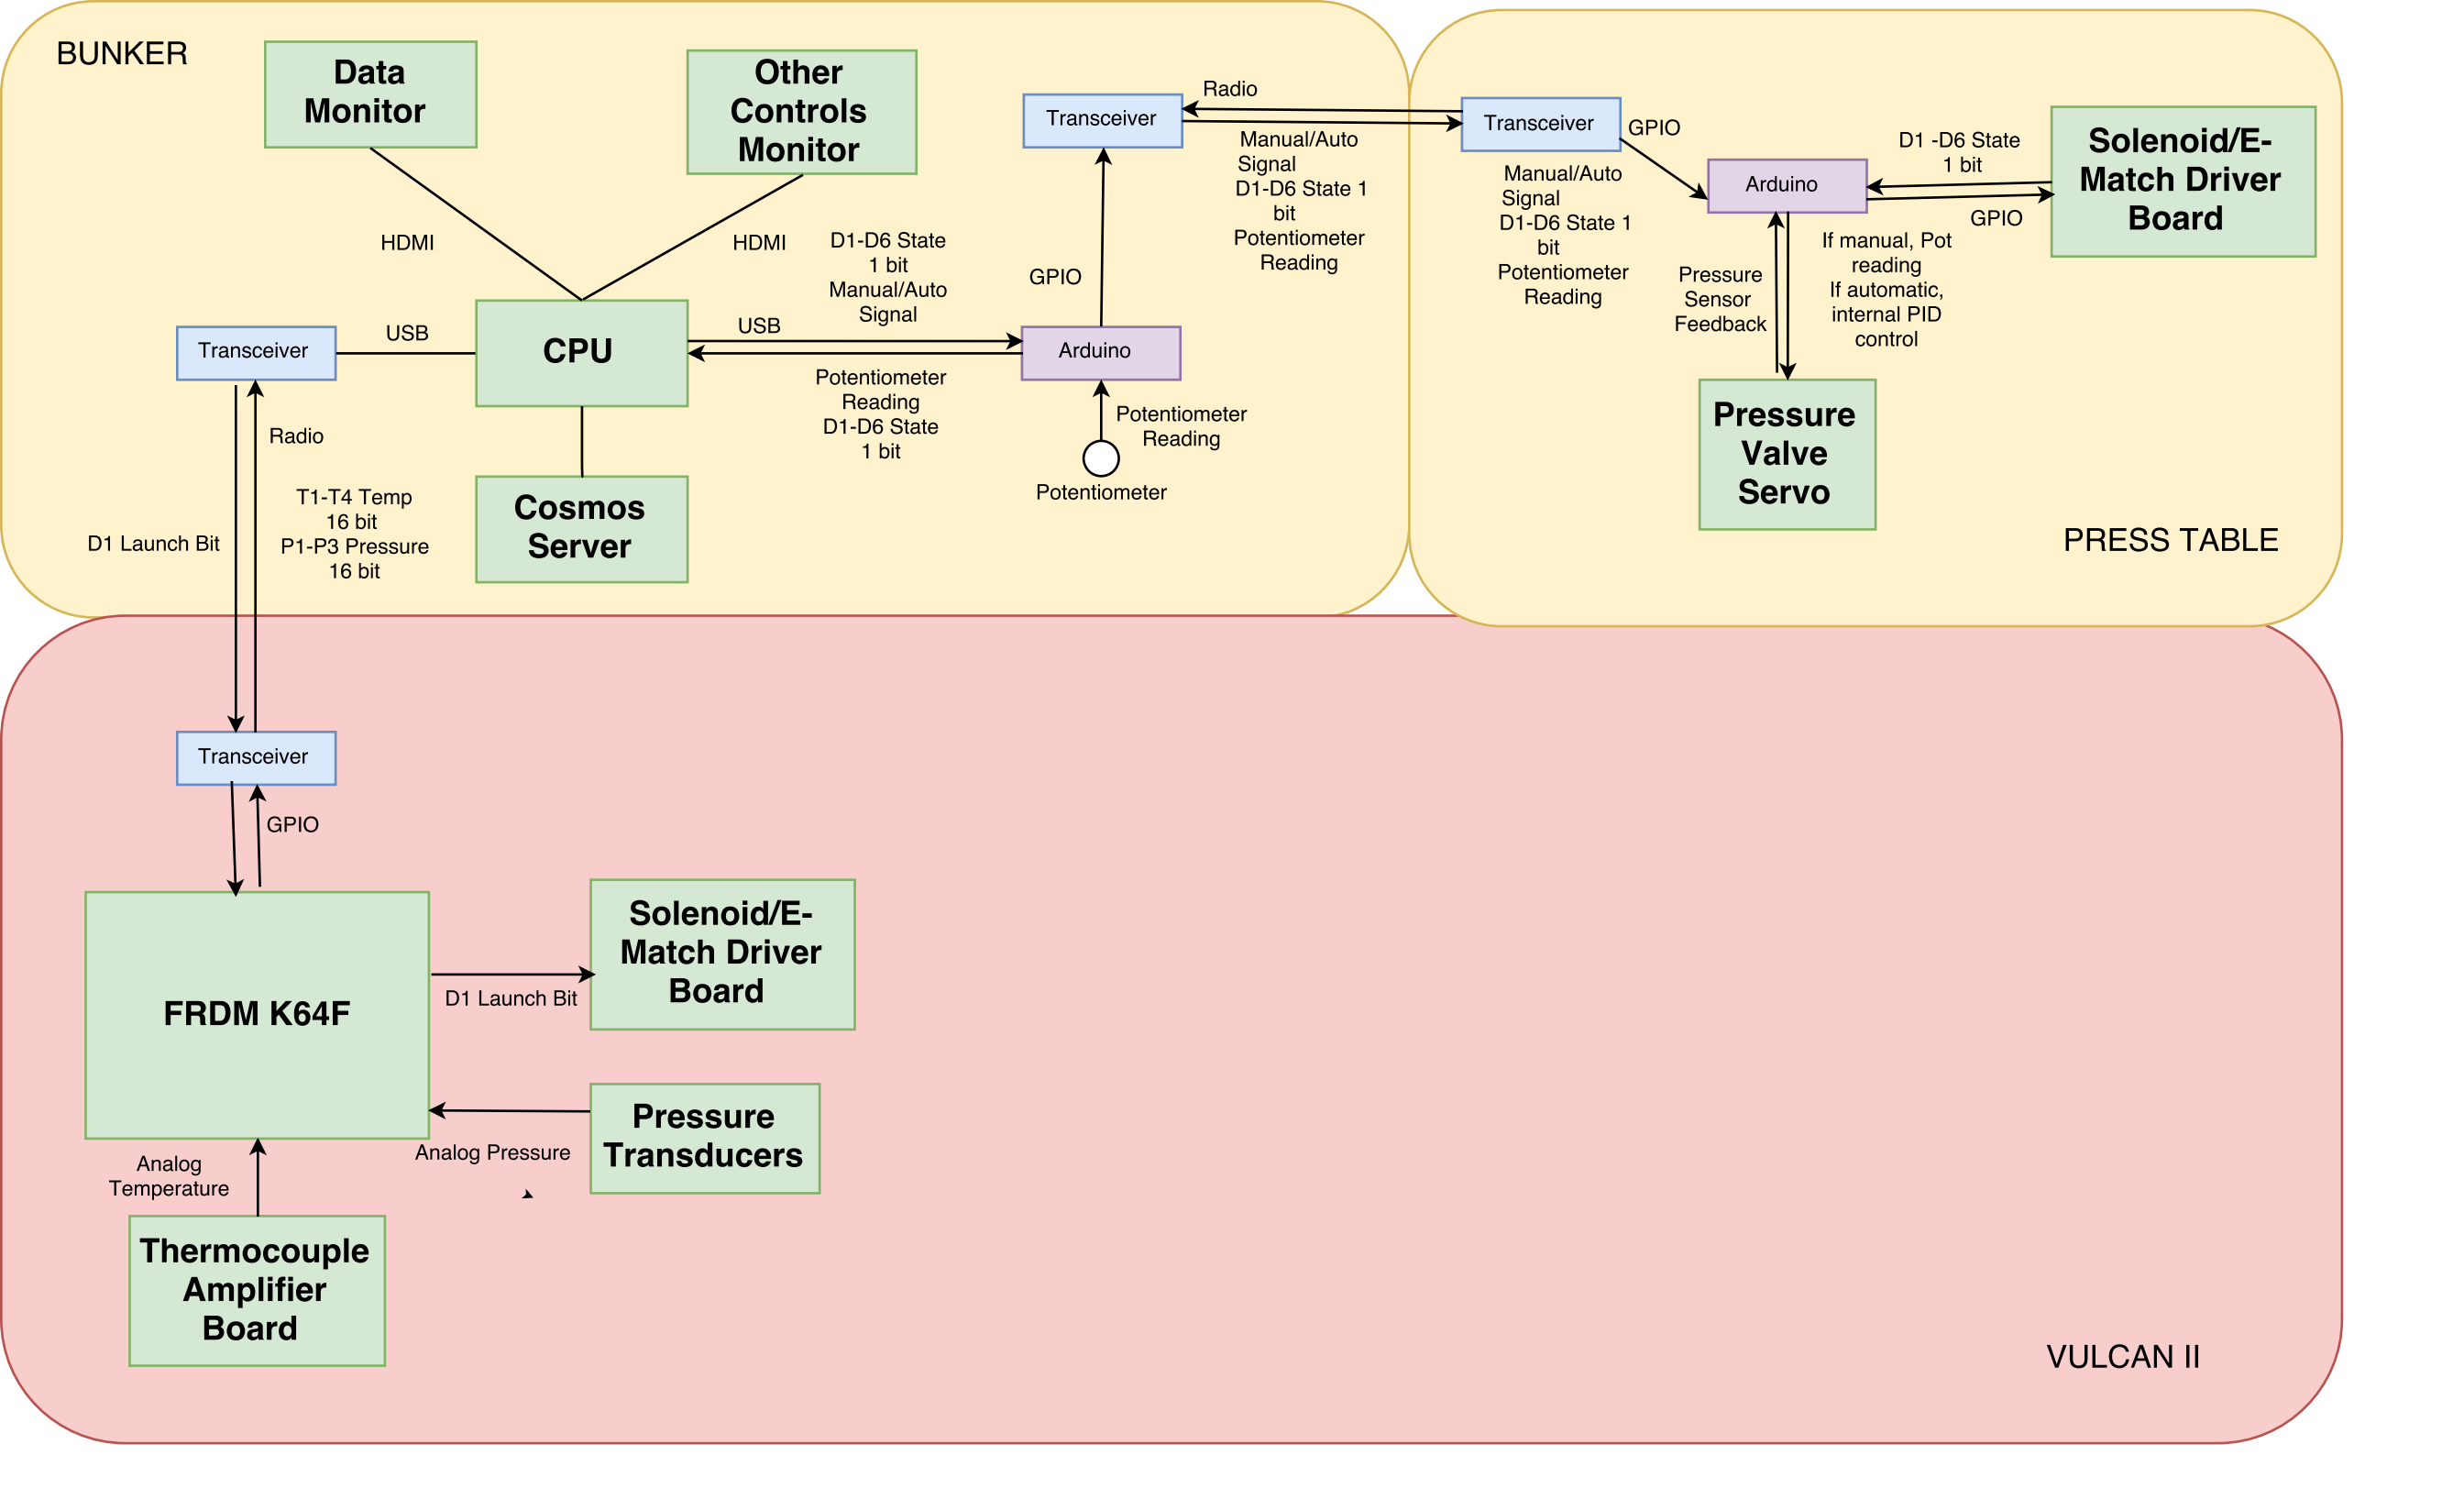 BUNKER
Data
Monitor
Other
Controls
Monitor
HDMI
HDMI
Transceiver
USB
CPU
USB
D1-D6 State
1 bit
Manual/Auto
Signal
Potentiometer
Reading
D1-D6 State
1 bit
Arduino
GPIO
Transceiver
Potentiometer
Reading
Potentiometer
Cosmos
Server
Radio
T1-T4 Temp
16 bit
P1-P3 Pressure
16 bit
D1 Launch Bit
Radio
Manual/Auto
Signal
D1-D6 State 1
bit
Potentiometer
Reading
Transceiver
GPIO
Manual/Auto
Signal
D1-D6 State 1
bit
Potentiometer
Reading
Arduino
D1 -D6 State
1 bit
GPIO
Solenoid/E-
Match Driver
Board
Pressure
Sensor
Feedback
If manual, Pot
reading
If automatic,
internal PID
control
Pressure
Valve
Servo
PRESS TABLE
Transceiver
GPIO
FRDM K64F
D1 Launch Bit
Solenoid/E-
Match Driver
Board
Analog Pressure
Pressure
Transducers
Analog
Temperature
Thermocouple
Amplifier
Board
VULCAN II